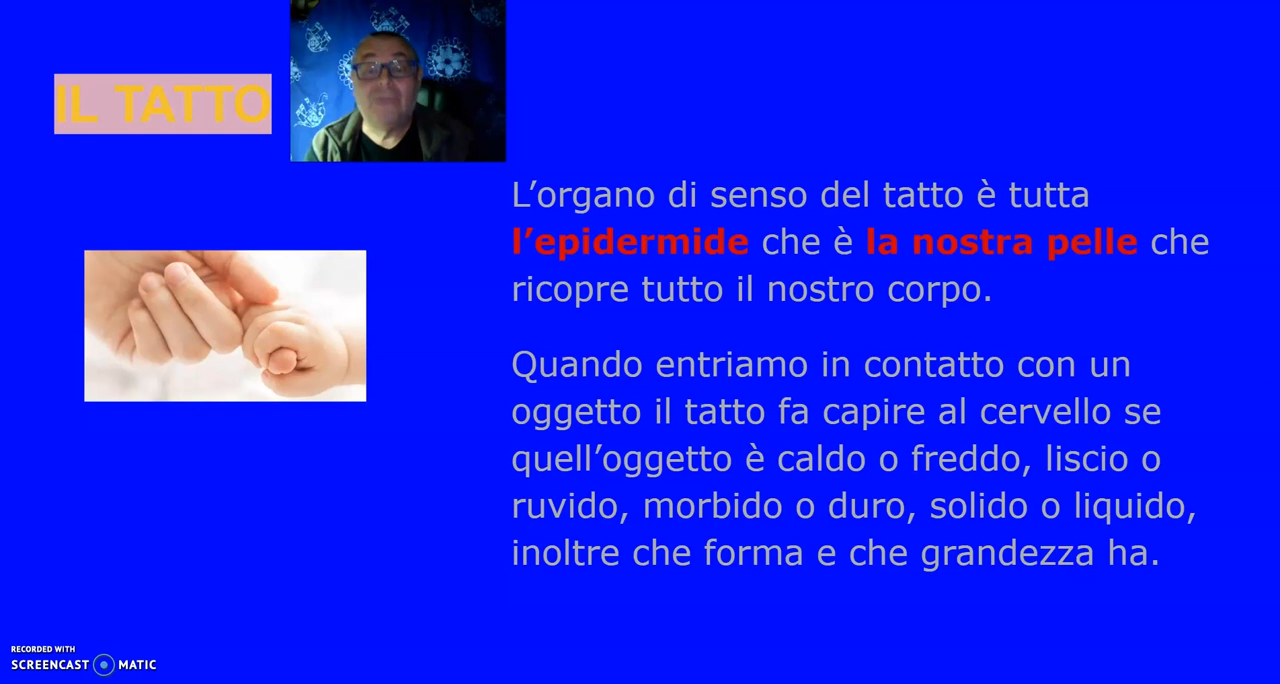 IL TATTO
L’organo di senso del tatto è tutta
l’epidermide che è la nostra pelle che
ricopre tutto il nostro corpo.
Quando entriamo in contatto con un
oggetto il tatto fa capire al cervello se
quell’oggetto è caldo o freddo, liscio o
ruvido, morbido o duro, solido o liquido,
inoltre che forma e che grandezza ha.
RECORDED WITH
SCREENCAST MATIC